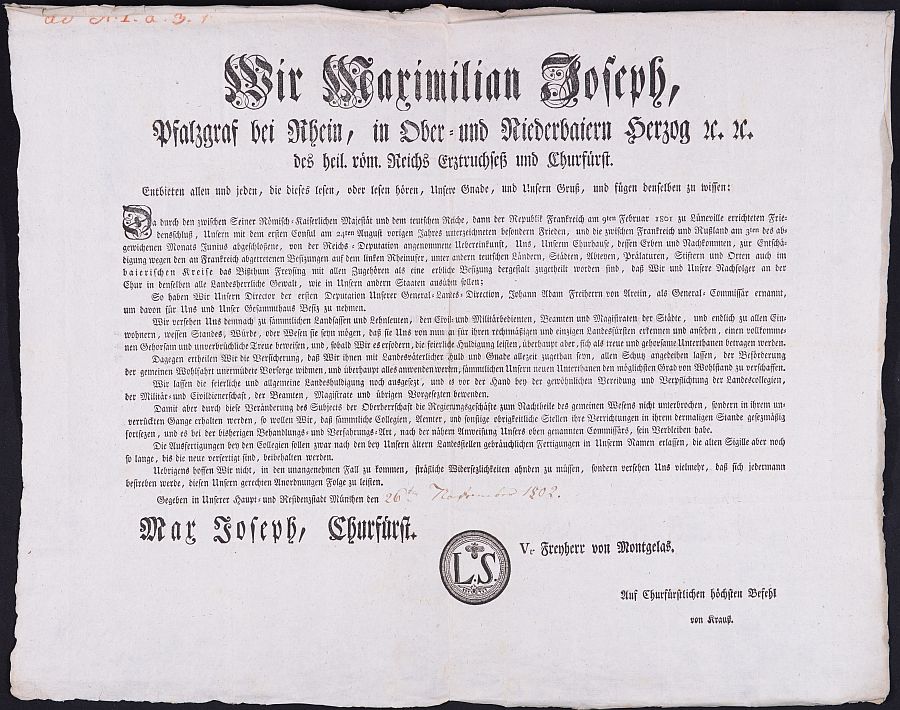 ad N. I. a. 3.
Wir Maximilian Joseph,
Pfalzgraf bei Rhein, in Ober- und Niederbaiern Herzog ꝛc. ꝛc.
des heil. röm. Reichs Erztruchseß und Churfürst.
Entbieten allen und jeden, die dieses lesen, oder lesen hören, Unsere Gnade, und Unsern Gruß, und fügen denselben zu wissen:
Da durch den zwischen Seiner Römisch-Kaiserlichen Majestät und dem teutschen Reiche, dann der Republik Frankreich am 9ten Februar 1801 zu Lüneville errichteten Frie-
densschluß, Unsern mit dem ersten Consul am 24sten August vorigen Jahres unterzeichneten besondern Frieden, und die zwischen Frankreich und Rußland am 3ten des ab-
gewichenen Monats Junius abgeschloßene, von der Reichs-Deputation angenommene Uebereinkunft, Uns, Unserm Churhause, dessen Erben und Nachkommen, zur Entschä-
digung wegen den an Frankreich abgetretenen Besizungen auf dem linken Rheinufer, unter andern teutschen Ländern, Städten, Abteyen, Prälaturen, Stiftern und Orten auch im
baierischen Kreise das Bißthum Freysing mit allen Zugehören als eine erbliche Besizung dergestalt zugetheilt worden sind, daß Wir und Unsere Nachfolger an der
Chur in denselben alle Landesherrliche Gewalt, wie in Unsern andern Staaten ausüben sollen;
So haben Wir Unsern Director der ersten Deputation Unserer General-Landes-Direction, Johann Adam Freiherrn von Aretin, als General-Commissär ernannt,
um davon für Uns und Unser Gesammthaus Besiz zu nehmen.
Wir versehen Uns demnach zu sämmtlichen Landsassen und Lehnleuten, den Civil- und Militärbedienten, Beamten und Magistraten der Städte, und endlich zu allen Ein-
wohnern, wessen Standes, Würde, oder Wesen sie seyn mögen, daß sie Uns von nun an für ihren rechtmäßigen und einzigen Landesfürsten erkennen und ansehen, einen vollkomme-
nen Gehorsam und unverbrüchliche Treue beweisen, und, sobald Wir es erfordern, die feierliche Huldigung leisten, überhaupt aber, sich als treue und gehorsame Unterthanen betragen werden.
Dagegen ertheilen Wir die Versicherung, daß Wir ihnen mit Landesväterlicher Huld und Gnade allezeit zugethan seyn, allen Schuz angedeihen lassen, der Beförderung
der gemeinen Wohlfahrt unermüdete Vorsorge widmen, und überhaupt alles anwenden werden, sämmtlichen Unsern neuen Unterthanen den möglichsten Grad von Wohlstand zu verschaffen.
Wir lassen die feierliche und allgemeine Landeshuldigung noch ausgesezt, und es vor der Hand bey der gewöhnlichen Vereidung und Verpflichtung der Landescollegien,
der Militär- und Civildienerschaft, der Beamten, Magistrate und übrigen Vorgesezten bewenden.
Damit aber durch diese Veränderung des Subjects der Oberherrschaft die Regierungsgeschäfte zum Nachtheile des gemeinen Wesens nicht unterbrochen, sondern in ihrem un-
verrückten Gange erhalten werden, so wollen Wir, daß sämmliche Collegien, Aemter, und sonstige obrigkeitliche Stellen ihre Verrichtungen in ihrem dermaligen Stande gesezmäßig
fortsezen, und es bei der bisherigen Behandlungs- und Verfahrungs-Art, nach der nähern Anweisung Unsers oben genannten Commissärs, sein Verbleiben habe.
Die Ausfertigungen bey den Collegien sollen zwar nach den bey Unsern ältern Landesstellen gebräuchlichen Fertigungen in Unserm Namen erlassen, die alten Sigille aber noch
so lange, bis die neue verfertigt sind, beibehalten werden.
Uebrigens hoffen Wir nicht, in den unangenehmen Fall zu kommen, sträfliche Widersezlichkeiten ahnden zu müssen, sondern versehen Uns vielmehr, daß sich jedermann
bestreben werde, diesen Unsern gerechten Anordnungen Folge zu leisten.
Gegeben in Unserer Haupt- und Residenzstadt München den 26ten November 1802.
Max Joseph, Churfürst.
L.S.
Vt. Freyherr von Montgelas.
Auf Churfürstlichen höchsten Befehl
von Krauß.